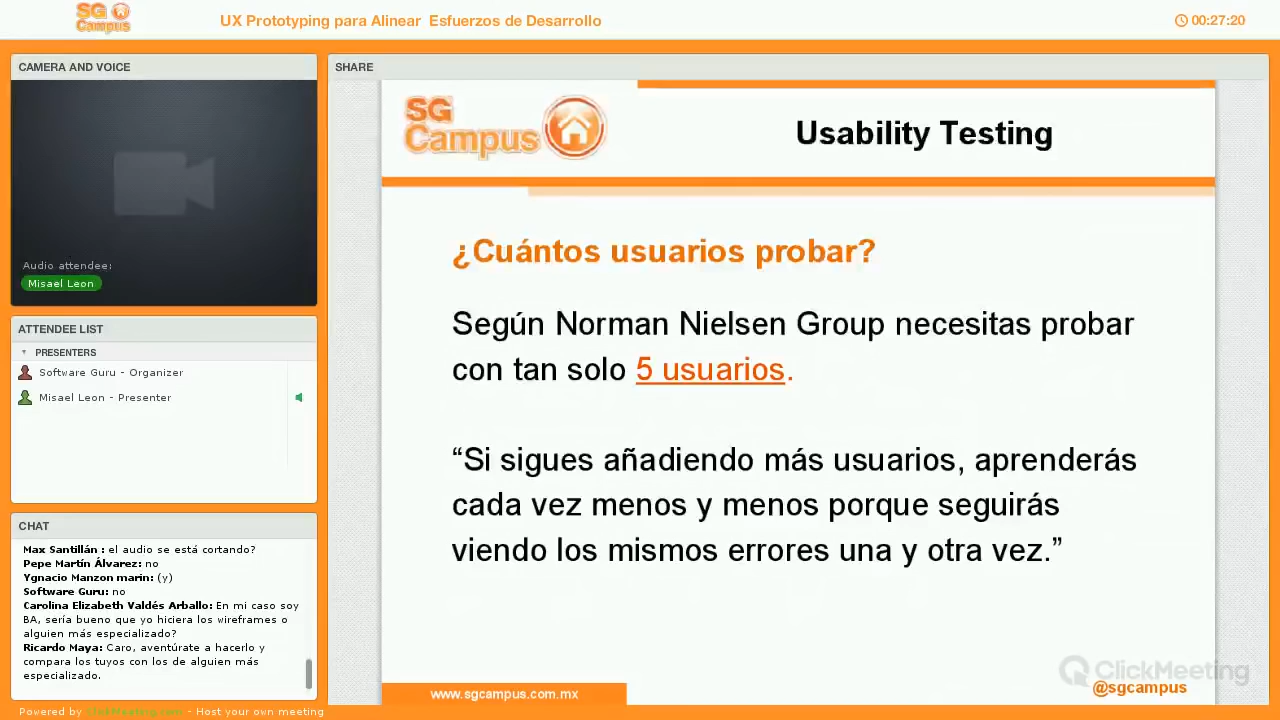 SG
Campus
UX Prototyping para Alinear Esfuerzos de Desarrollo
00:27:20
CAMERA AND VOICE
Audio attendee:
Misael Leon
ATTENDEE LIST
PRESENTERS
Software Guru - Organizer
Misael Leon - Presenter
CHAT
Max Santillán : el audio se está cortando?
Pepe Martín Álvarez: no
Ygnacio Manzon marin: (y)
Software Guru: no
Carolina Elizabeth Valdés Arballo: En mi caso soy
BA, sería bueno que yo hiciera los wireframes o
alguien más especializado?
Ricardo Maya: Caro, aventúrate a hacerlo y
compara los tuyos con los de alguien más
especializado.
Powered by ClickMeeting.com - Host your own meeting
SHARE
SG
Campus
Usability Testing
¿Cuántos usuarios probar?
Según Norman Nielsen Group necesitas probar
con tan solo 5 usuarios.
“Si sigues añadiendo más usuarios, aprenderás
cada vez menos y menos porque seguirás
viendo los mismos errores una y otra vez.”
www.sgcampus.com.mx
ClickMeeting
@sgcampus